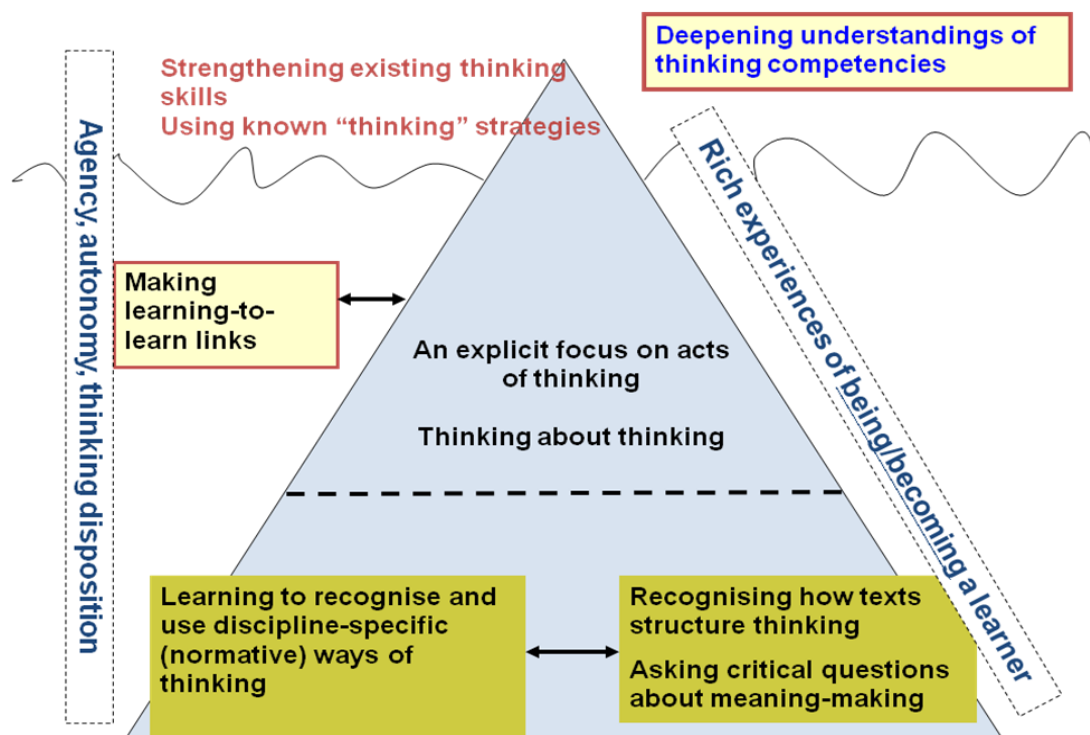 Deepening understandings of
thinking competencies
Strengthening existing thinking
skills
Using known “thinking” strategies
Agency, autonomy, thinking disposition
Rich experiences of being/becoming a learner
Making
learning-to-
learn links
An explicit focus on acts
of thinking
Thinking about thinking
Learning to recognise and
use discipline-specific
(normative) ways of
thinking
Recognising how texts
structure thinking
Asking critical questions
about meaning-making